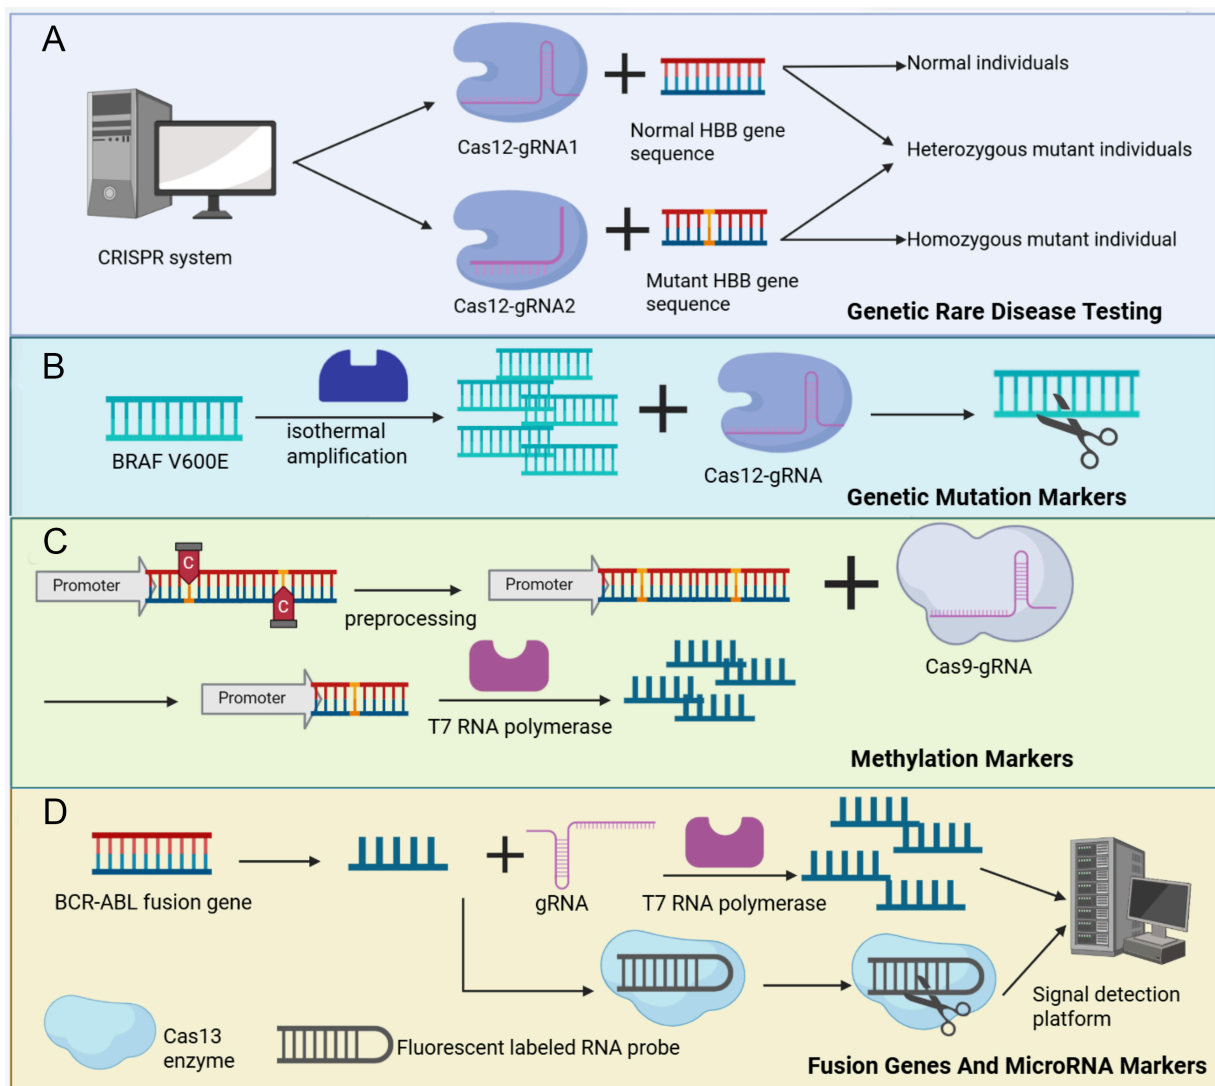 A
CRISPR system
Cas12-gRNA1
Normal HBB gene
sequence
Normal individuals
Heterozygous mutant individuals
Homozygous mutant individual
Cas12-gRNA2
Mutant HBB gene
sequence
Genetic Rare Disease Testing
B
BRAF V600E
isothermal
amplification
Cas12-gRNA
Genetic Mutation Markers
C
Promoter
C
C
preprocessing
Promoter
Cas9-gRNA
Promoter
T7 RNA polymerase
Methylation Markers
D
BCR-ABL fusion gene
gRNA
T7 RNA polymerase
Signal detection
platform
Cas13
enzyme
Fluorescent labeled RNA probe
Fusion Genes And MicroRNA Markers